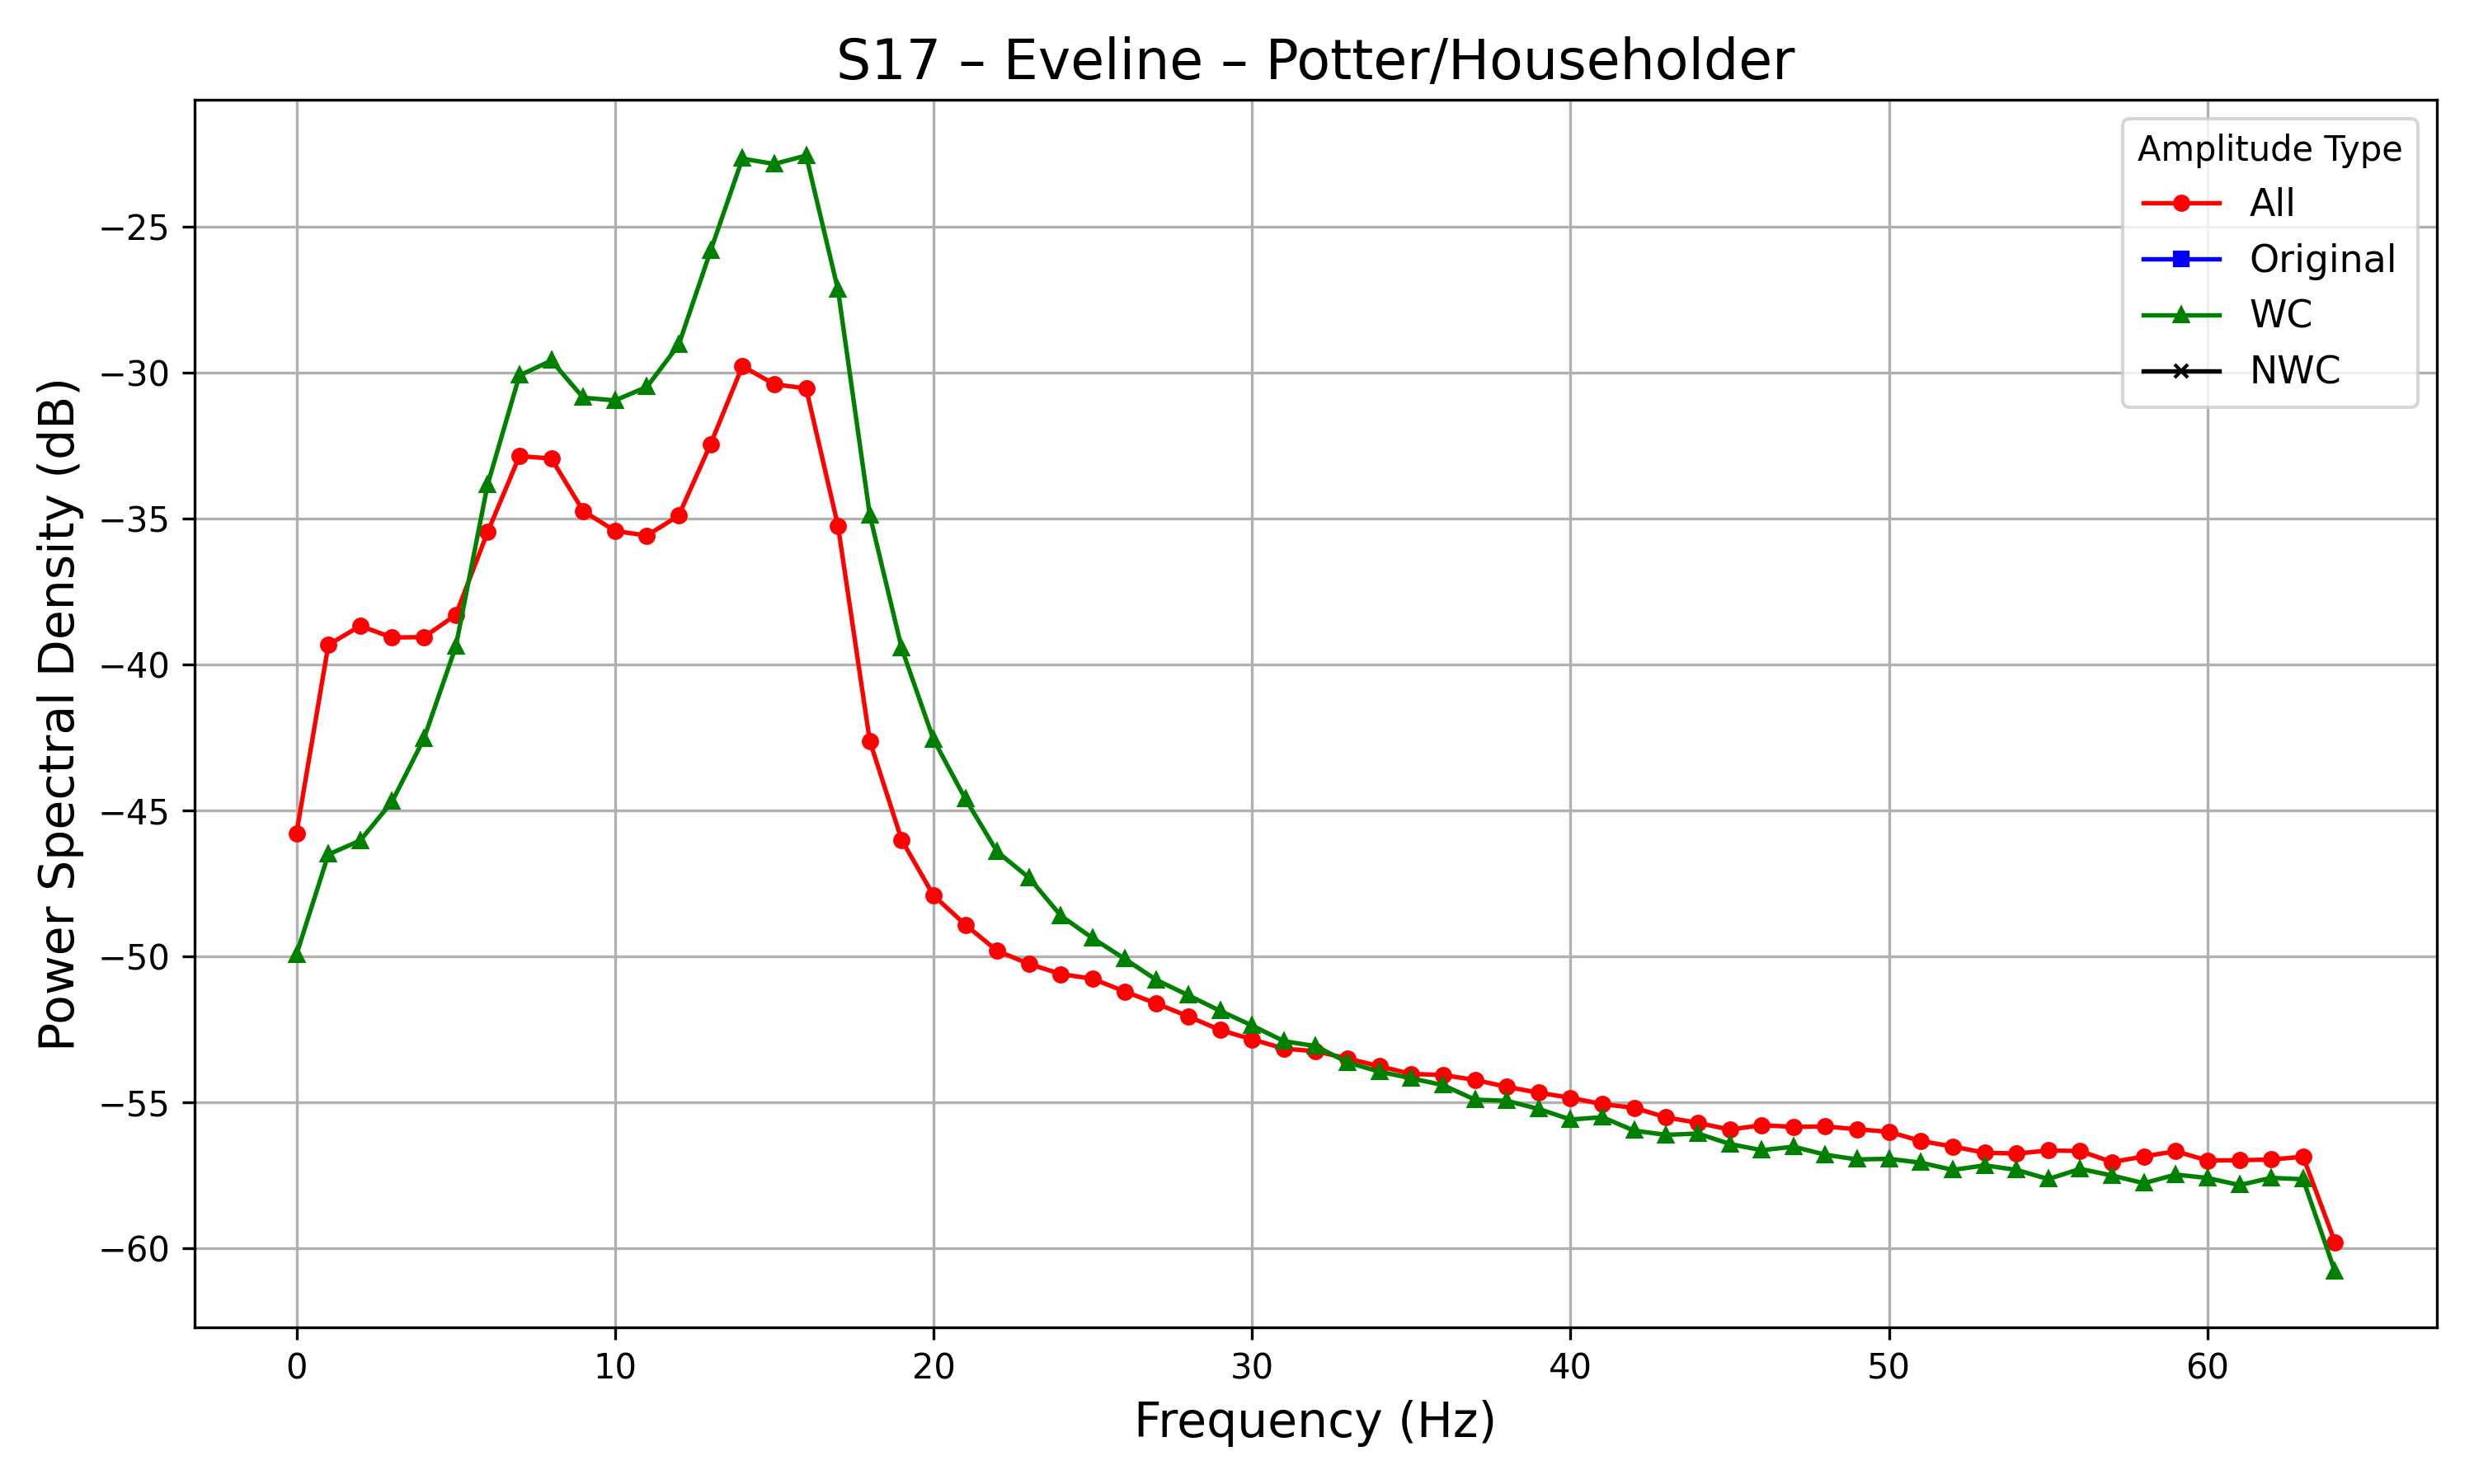 S17 – Eveline – Potter/Householder
Power Spectral Density (dB)
−25
−30
−35
−40
−45
−50
−55
−60
Amplitude Type
All
Original
WC
NWC
0 10 20 30 40 50 60
Frequency (Hz)